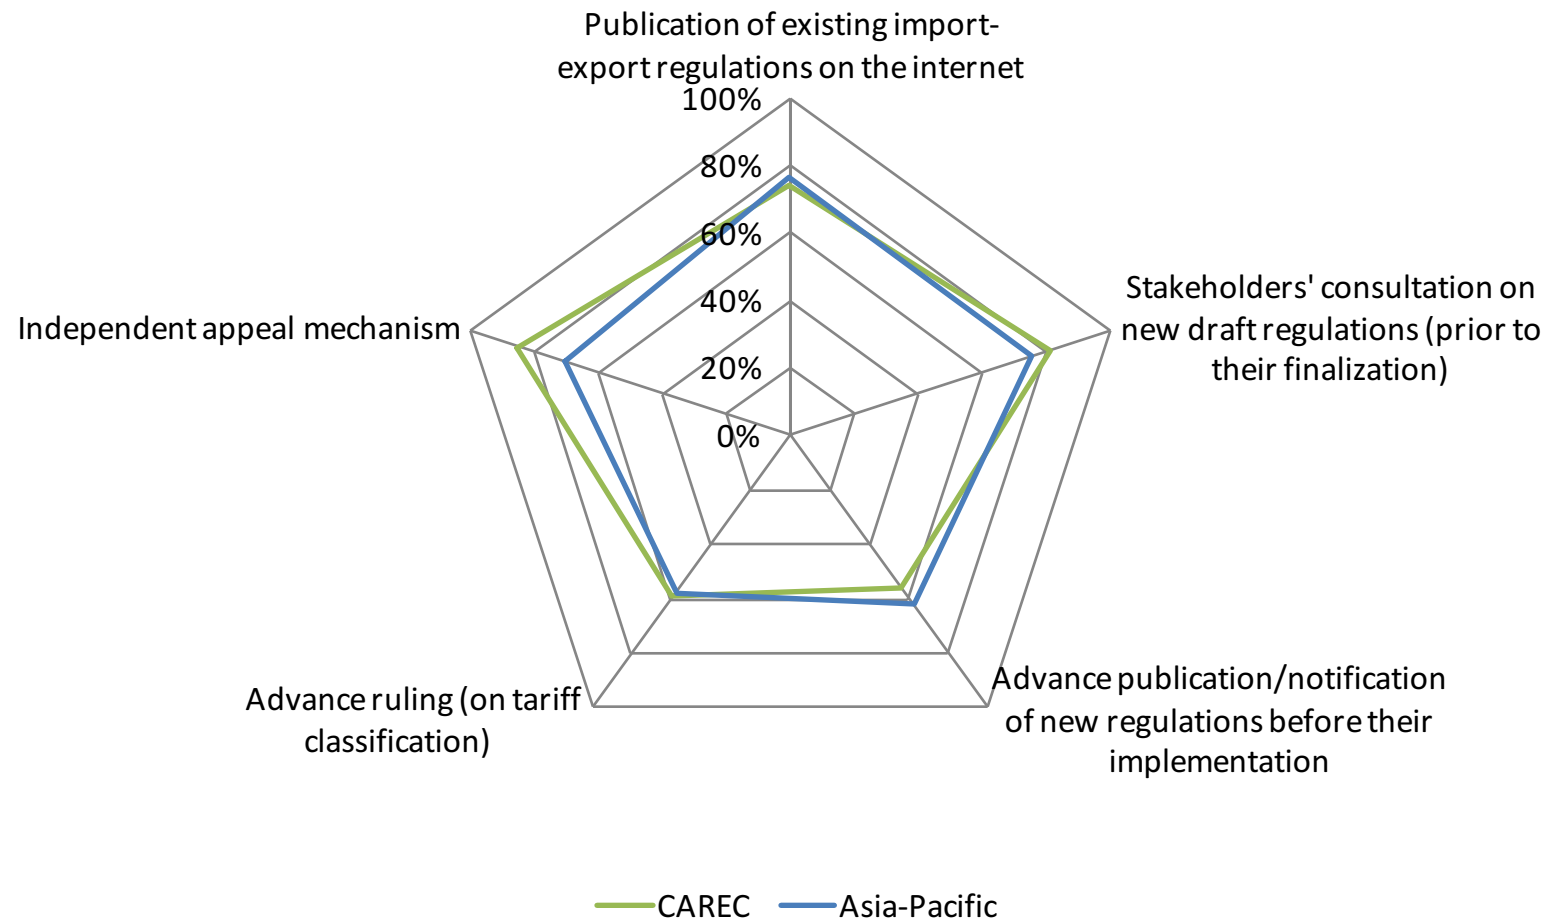 Publication of existing import-
export regulations on the internet
100%
80%
60%
40%
20%
0%
Stakeholders' consultation on
new draft regulations (prior to
their finalization)
Independent appeal mechanism
Advance publication/notification
of new regulations before their
implementation
Advance ruling (on tariff
classification)
CAREC
Asia-Pacific